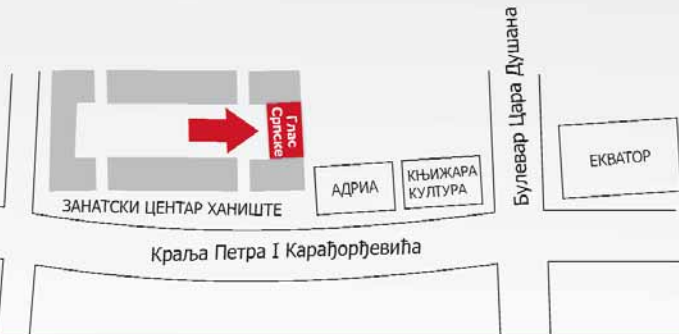 Булевар Цара Душана
Глас
Српске
ЕКВАТОР
КЊИЖАРА
КУЛТУРА
АДРИА
ЗАНАТСКИ ЦЕНТАР ХАНИШТЕ
Краља Петра I Карађорђевића